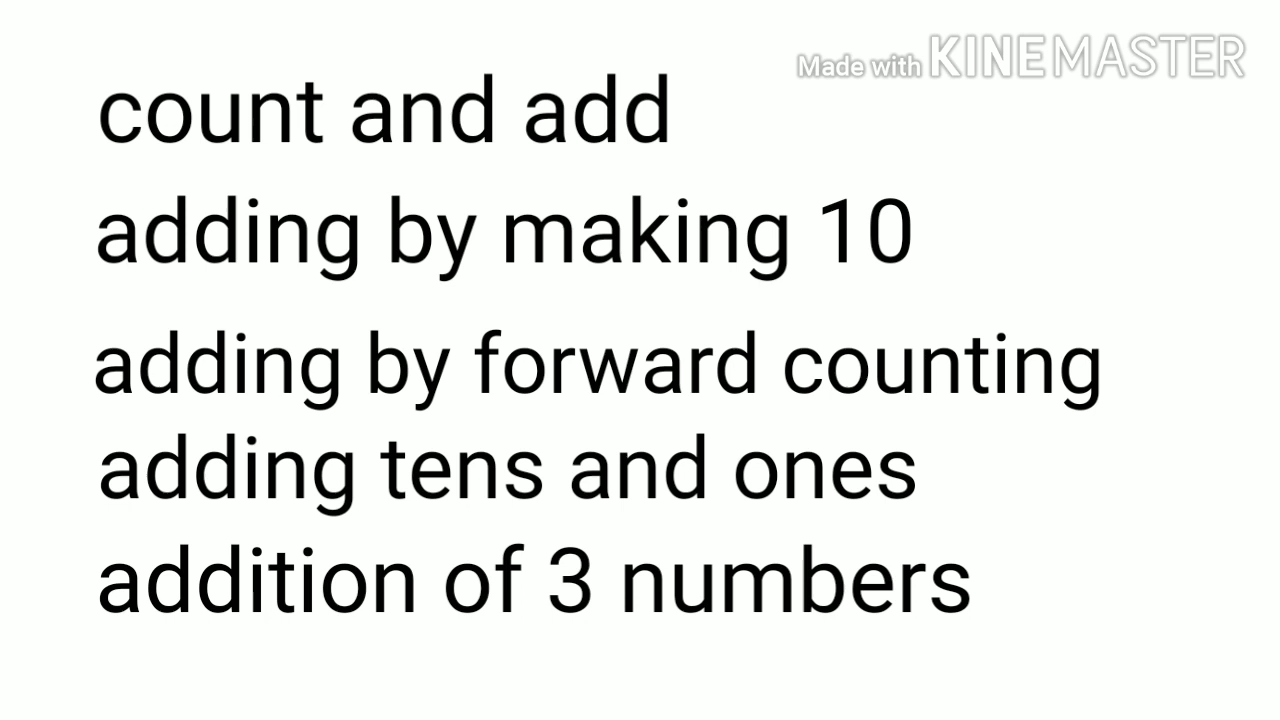 Made with KINEMASTER
count and add
adding by making 10
adding by forward counting
adding tens and ones
addition of 3 numbers